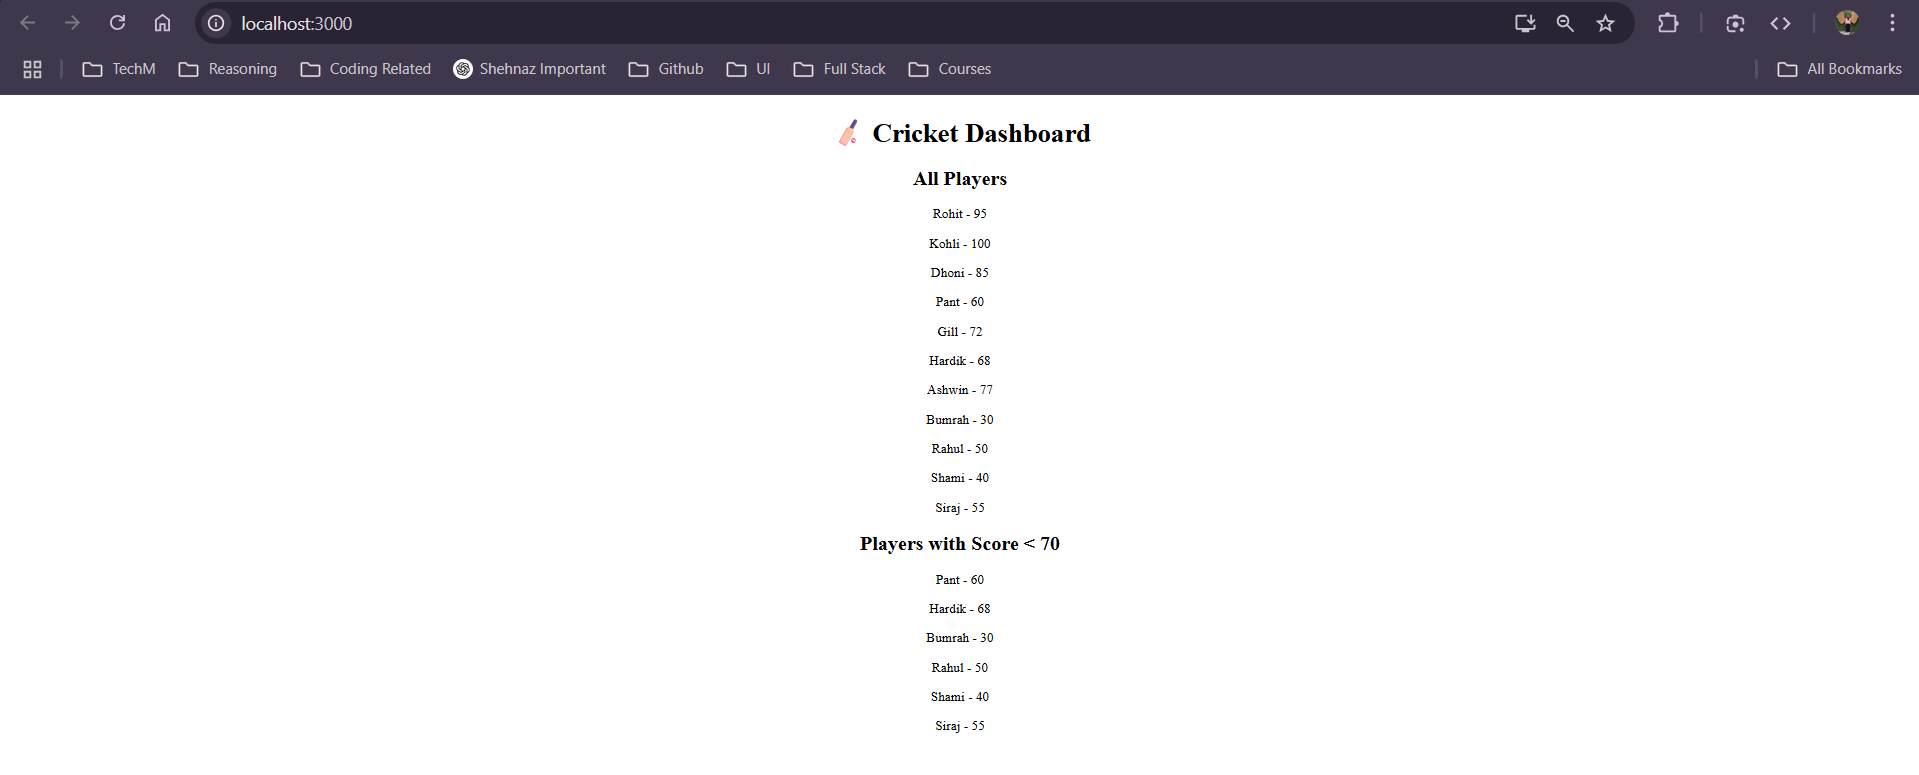 localhost:3000
TechM Reasoning Coding Related Shehnaz Important Github UI Full Stack Courses All Bookmarks
Cricket Dashboard
All Players
Rohit - 95
Kohli - 100
Dhoni - 85
Pant - 60
Gill - 72
Hardik - 68
Ashwin - 77
Bumrah - 30
Rahul - 50
Shami - 40
Siraj - 55
Players with Score < 70
Pant - 60
Hardik - 68
Bumrah - 30
Rahul - 50
Shami - 40
Siraj - 55